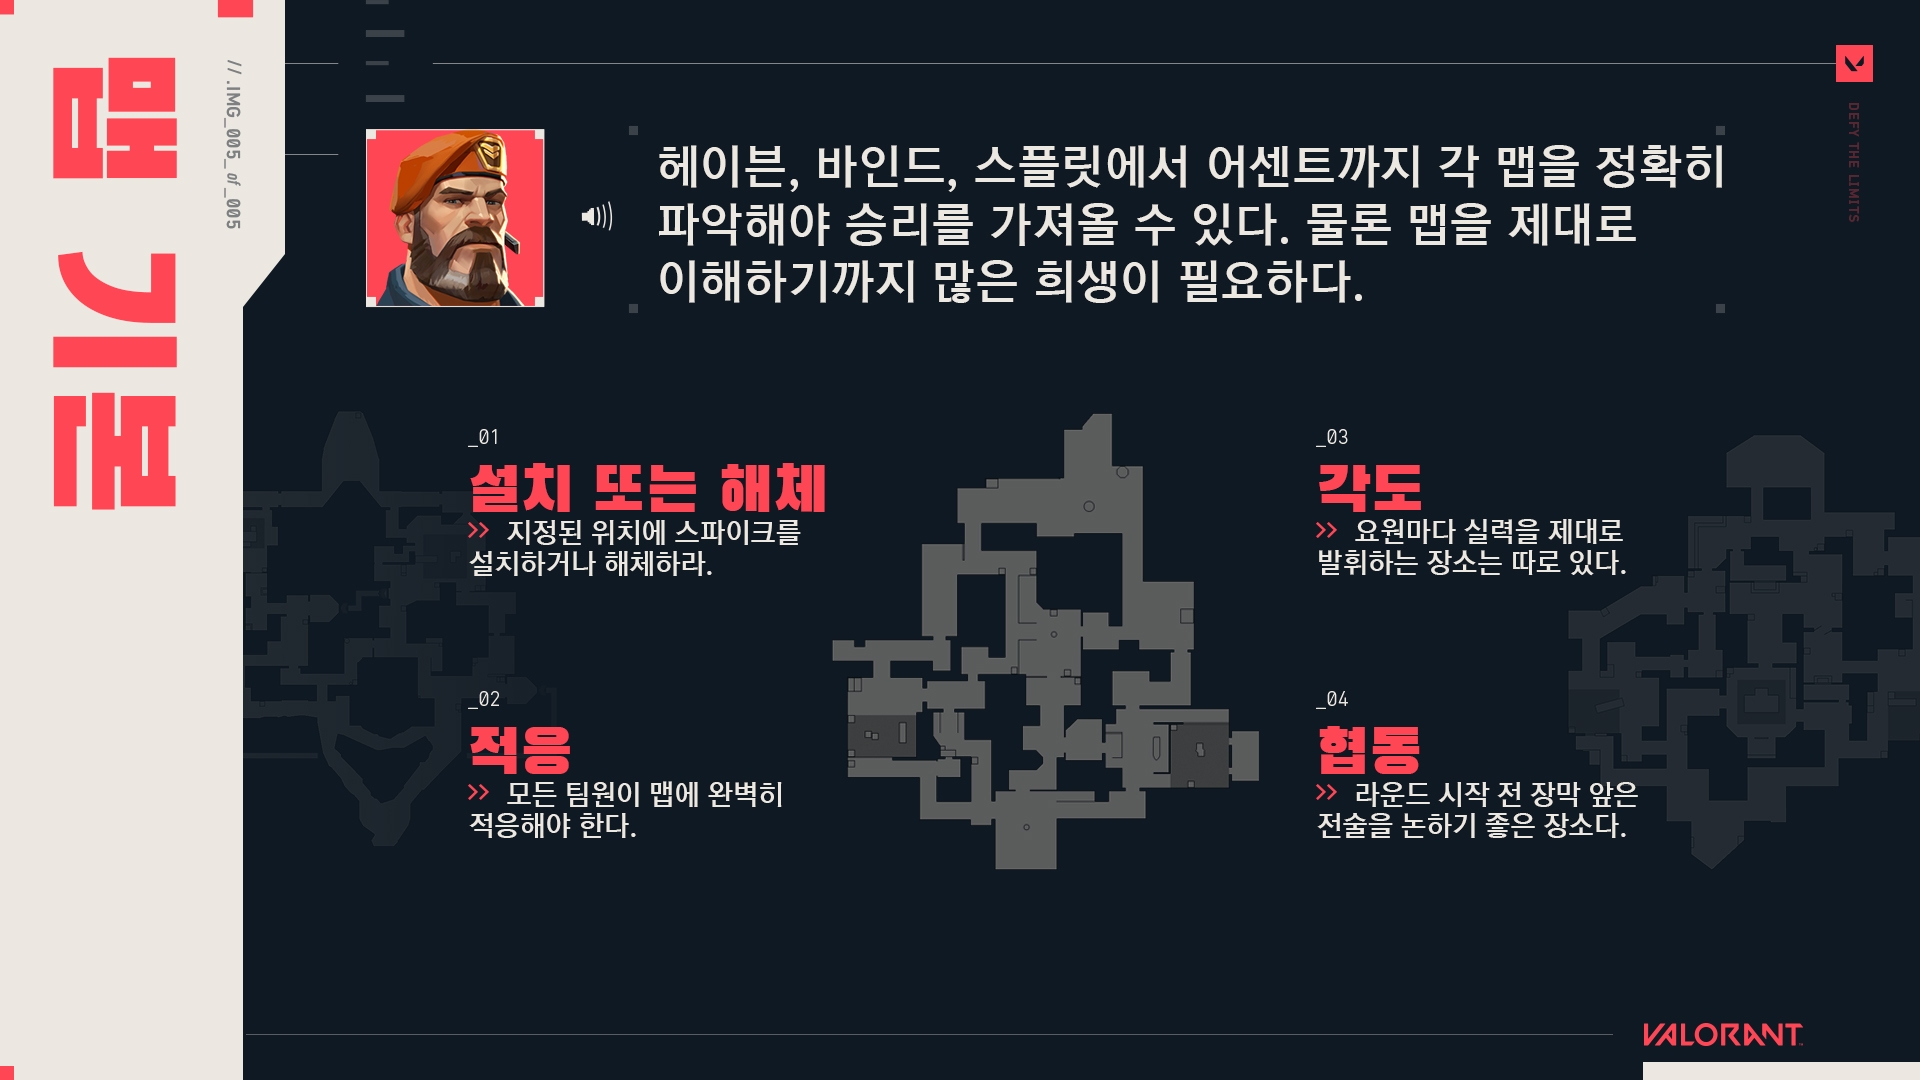 맵 기본
// .IMG_005_of_005
DEFY THE LIMITS
헤이븐, 바인드, 스플릿에서 어센트까지 각 맵을 정확히
파악해야 승리를 가져올 수 있다. 물론 맵을 제대로
이해하기까지 많은 희생이 필요하다.
_01
설치 또는 해체
>> 지정된 위치에 스파이크를
설치하거나 해체하라.
_02
적응
>> 모든 팀원이 맵에 완벽히
적응해야 한다.
_03
각도
>> 요원마다 실력을 제대로
발휘하는 장소는 따로 있다.
_04
협동
>> 라운드 시작 전 장막 앞은
전술을 논하기 좋은 장소다.
VALORANT